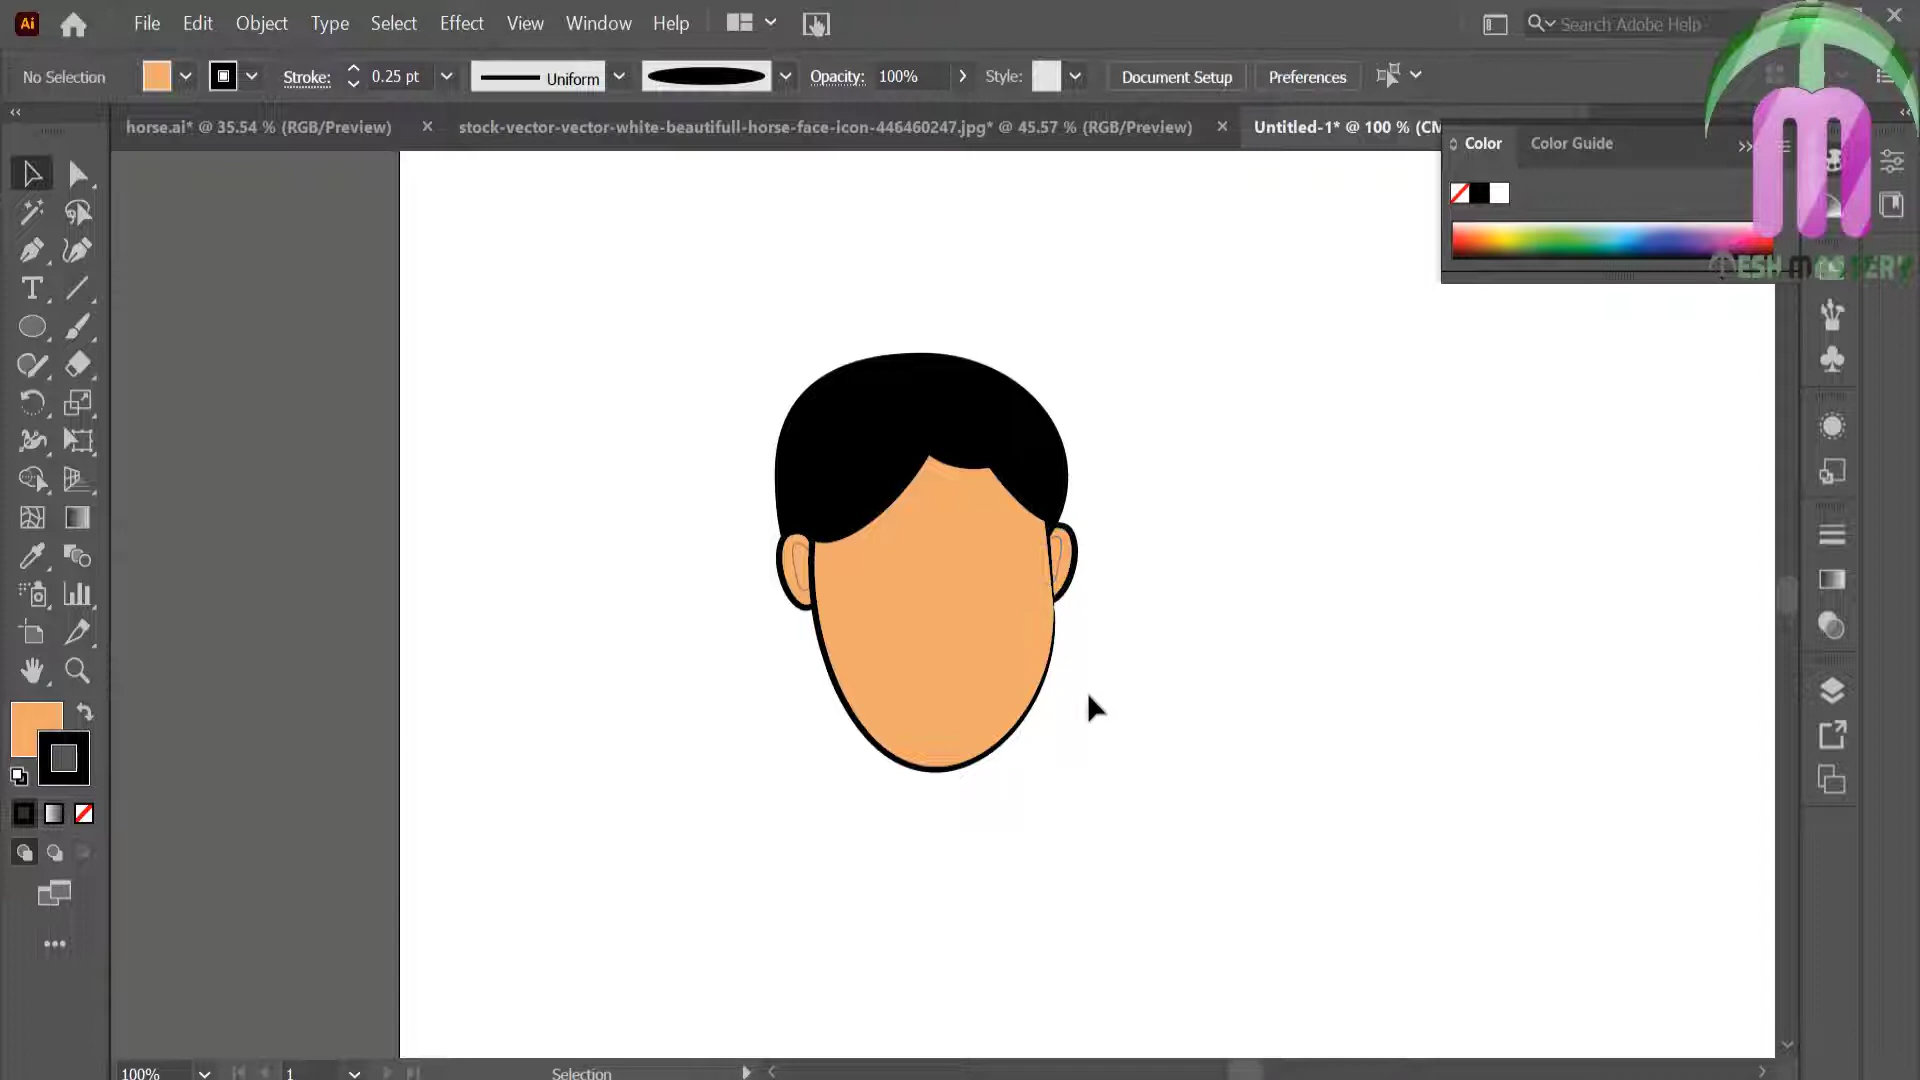 Ai File Edit Object Type Select Effect View Window Help Search Adobe Help
No Selection Stroke: 0.25 pt Uniform Opacity: 100% Style: Document Setup Preferences
horse.ai* @ 35.54 % (RGB/Preview) stock-vector-vector-white-beautifull-horse-face-icon-446460247.jpg* @ 45.57 % (RGB/Preview) Untitled-1* @ 100 % (CM
Color Color Guide
MESH MASTERY
100% 1 Selection